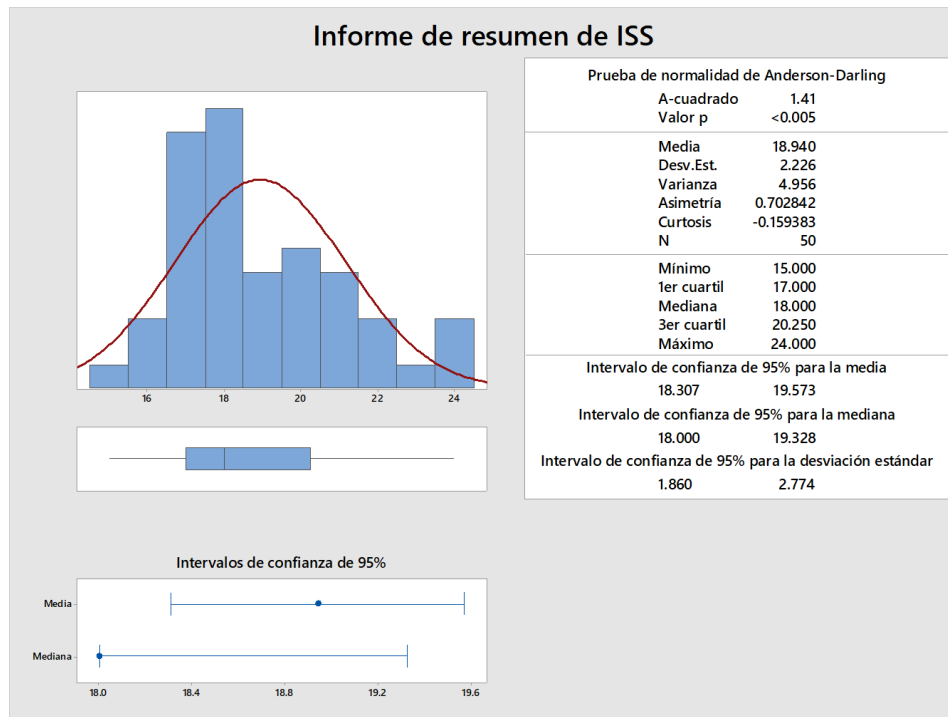 Informe de resumen de ISS
16 18 20 22 24
Prueba de normalidad de Anderson-Darling
A-cuadrado 1.41
Valor p <0.005
Media 18.940
Desv.Est. 2.226
Varianza 4.956
Asimetría 0.702842
Curtosis -0.159383
N 50
Mínimo 15.000
1er cuartil 17.000
Mediana 18.000
3er cuartil 20.250
Máximo 24.000
Intervalo de confianza de 95% para la media
18.307 19.573
Intervalo de confianza de 95% para la mediana
18.000 19.328
Intervalo de confianza de 95% para la desviación estándar
1.860 2.774
Intervalos de confianza de 95%
Media
Mediana
18.0 18.4 18.8 19.2 19.6